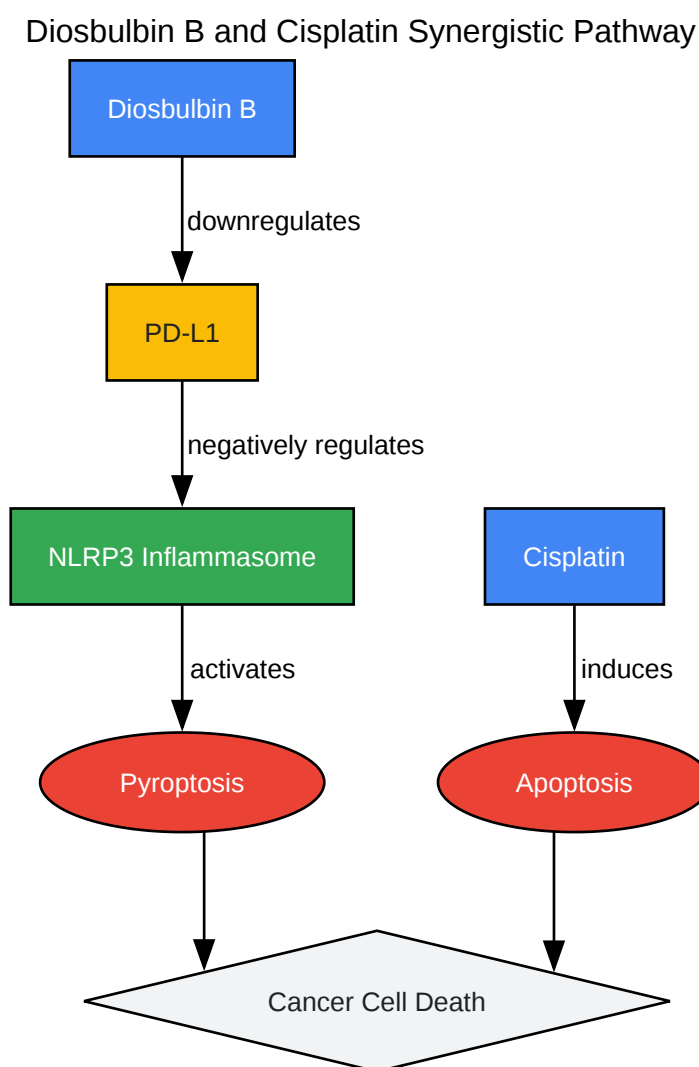 Diosbulbin B and Cisplatin Synergistic Pathway
Diosbulbin B
downregulates
PD-L1
negatively regulates
NLRP3 Inflammasome
Cisplatin
activates
induces
Pyroptosis
Apoptosis
Cancer Cell Death